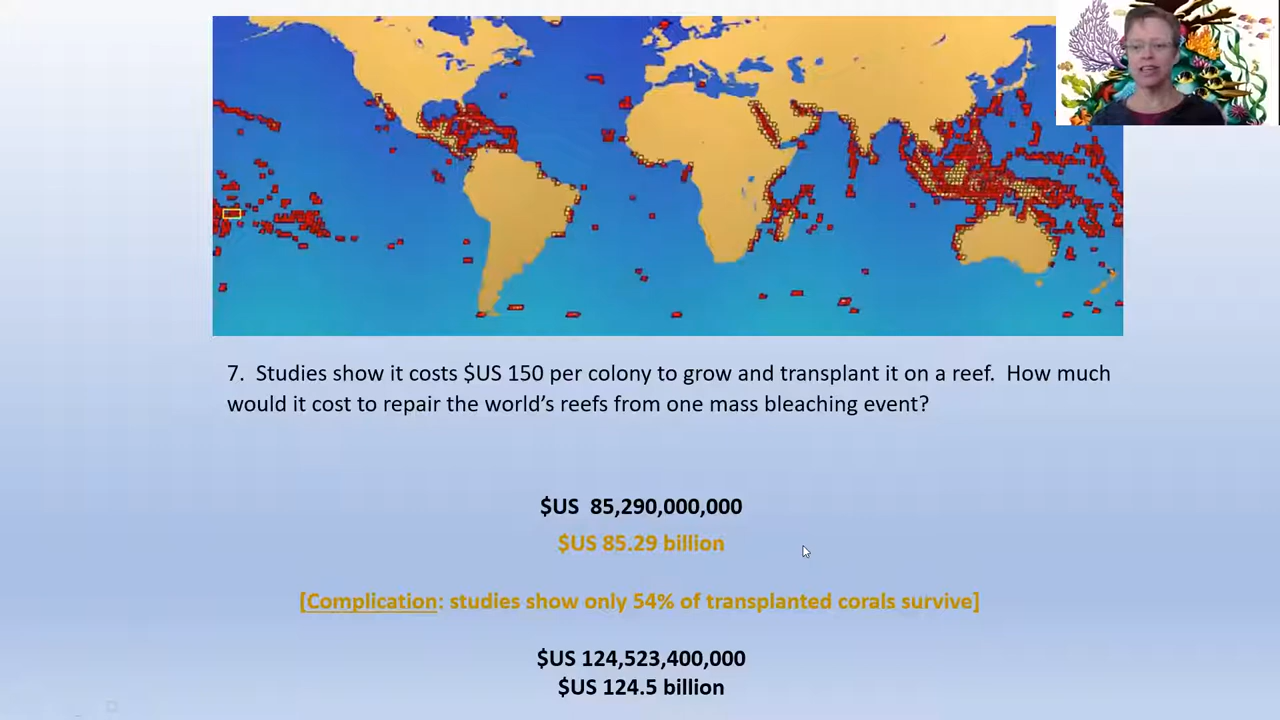 7. Studies show it costs $US 150 per colony to grow and transplant it on a reef. How much
would it cost to repair the world's reefs from one mass bleaching event?
$US 85,290,000,000
$US 85.29 billion
[Complication: studies show only 54% of transplanted corals survive]
$US 124,523,400,000
$US 124.5 billion